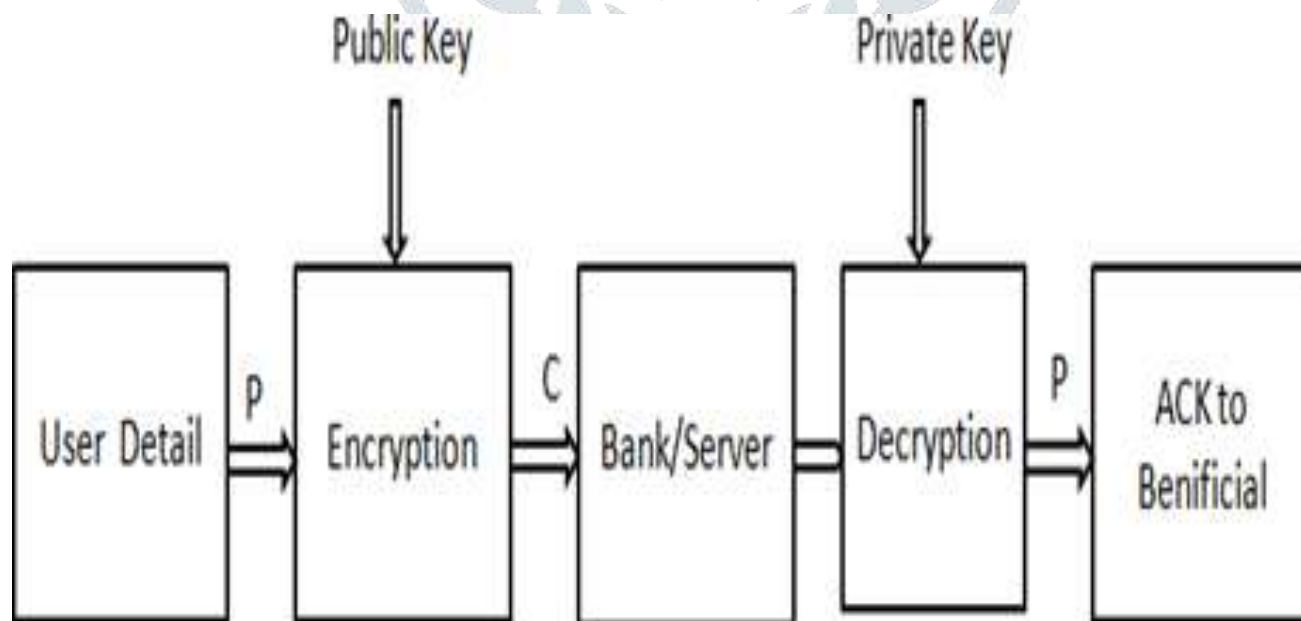 Public Key
Private Key
User Detail
P
Encryption
C
Bank/Server
Decryption
P
ACK to
Benificial